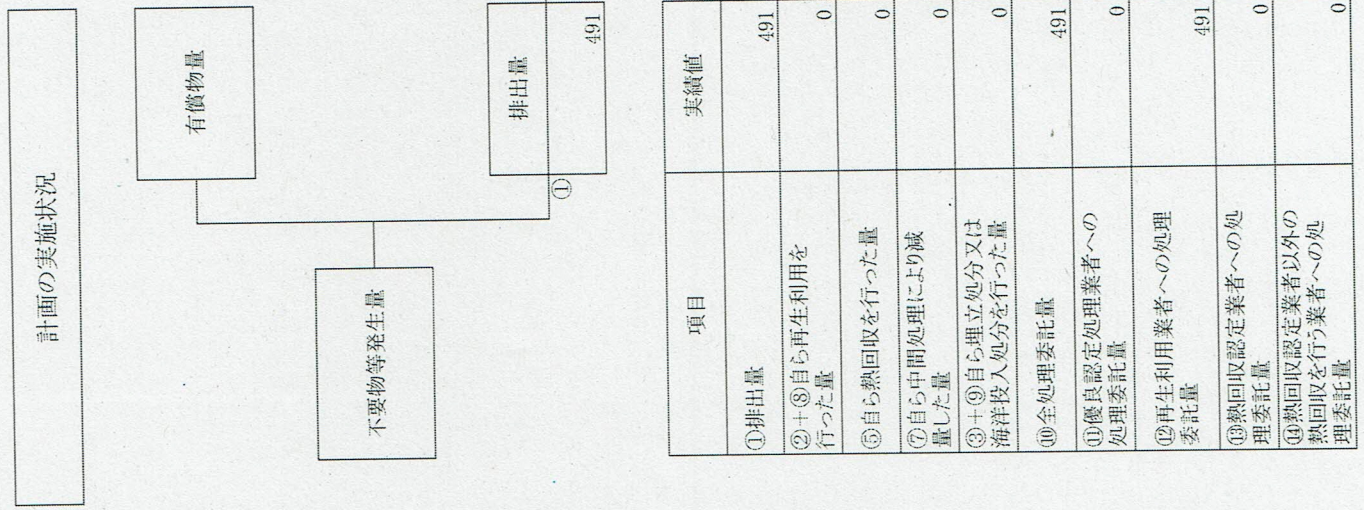 計画の実施状況
有償物量
不要物等発生量
排出量
①
491
項目
実績値
①排出量
491
②+⑧自ら再生利用を
行った量
0
⑤自ら熱回収を行った量
0
⑦自ら中間処理により減
量した量
0
③+⑨自ら埋立処分又は
海洋投入処分を行った量
0
⑩全処理委託量
491
⑪優良認定処理業者への
処理委託量
0
⑫再生利用業者への処理
委託量
491
⑬熱回収認定業者への処
理委託量
0
⑭熱回収認定業者以外の
熱回収を行う業者への処
理委託量
0